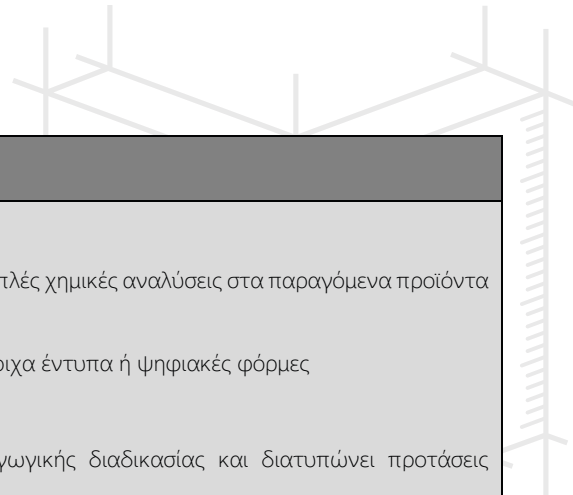 πλές χημικές αναλύσεις στα παραγόμενα προϊόντα
οιχα έντυπα ή ψηφιακές φόρμες
γωγικής διαδικασίας και διατυπώνει προτάσεις